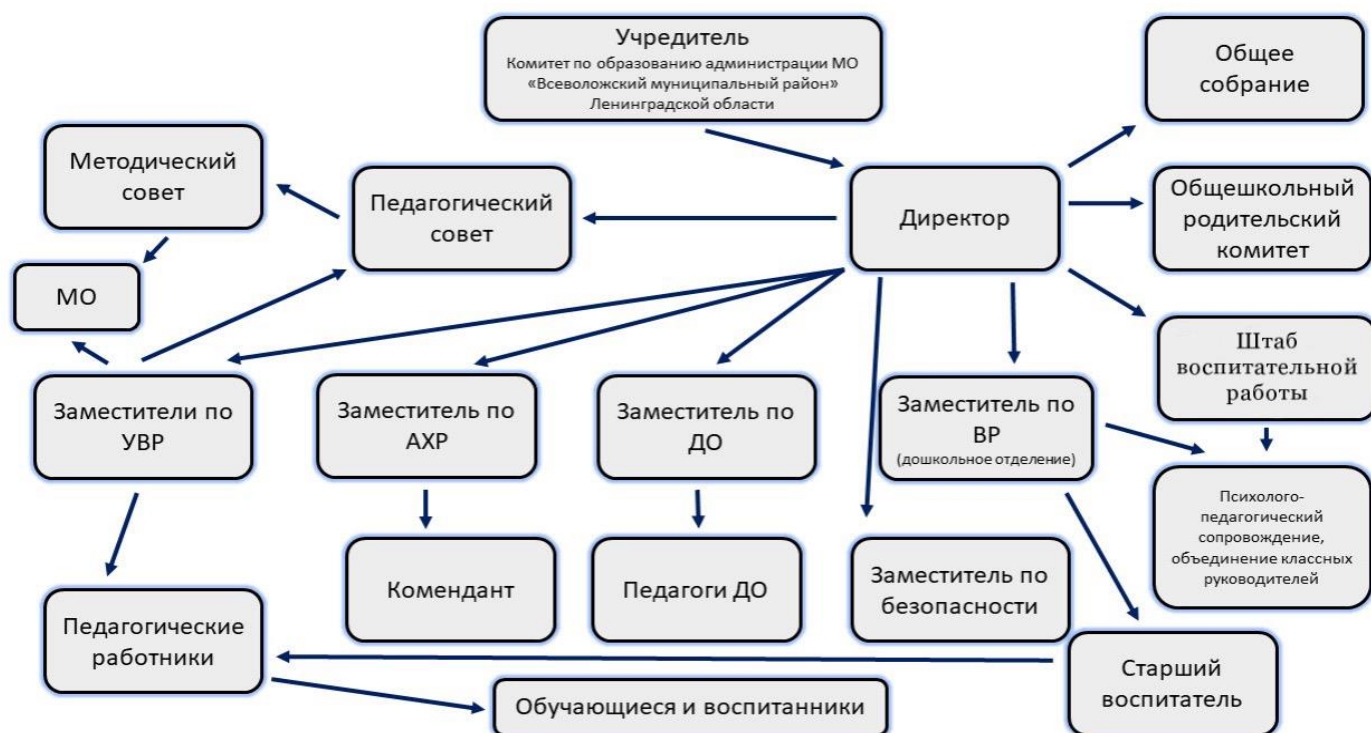 Учредитель
Комитет по образованию администрации МО
«Всеволожский муниципальный район»
Ленинградской области
Общее
собрание
Методический
совет
Педагогический
совет
Директор
Общешкольный
родительский
комитет
МО
Штаб
воспитательной
работы
Заместители по
УВР
Заместитель по
АХР
Заместитель по
ДО
Заместитель по
ВР
(дошкольное отделение)
Психолого-
педагогический
сопровождение,
объединение классных
руководителей
Комендант
Педагоги ДО
Заместитель по
безопасности
Педагогические
работники
Старший
воспитатель
Обучающиеся и воспитанники